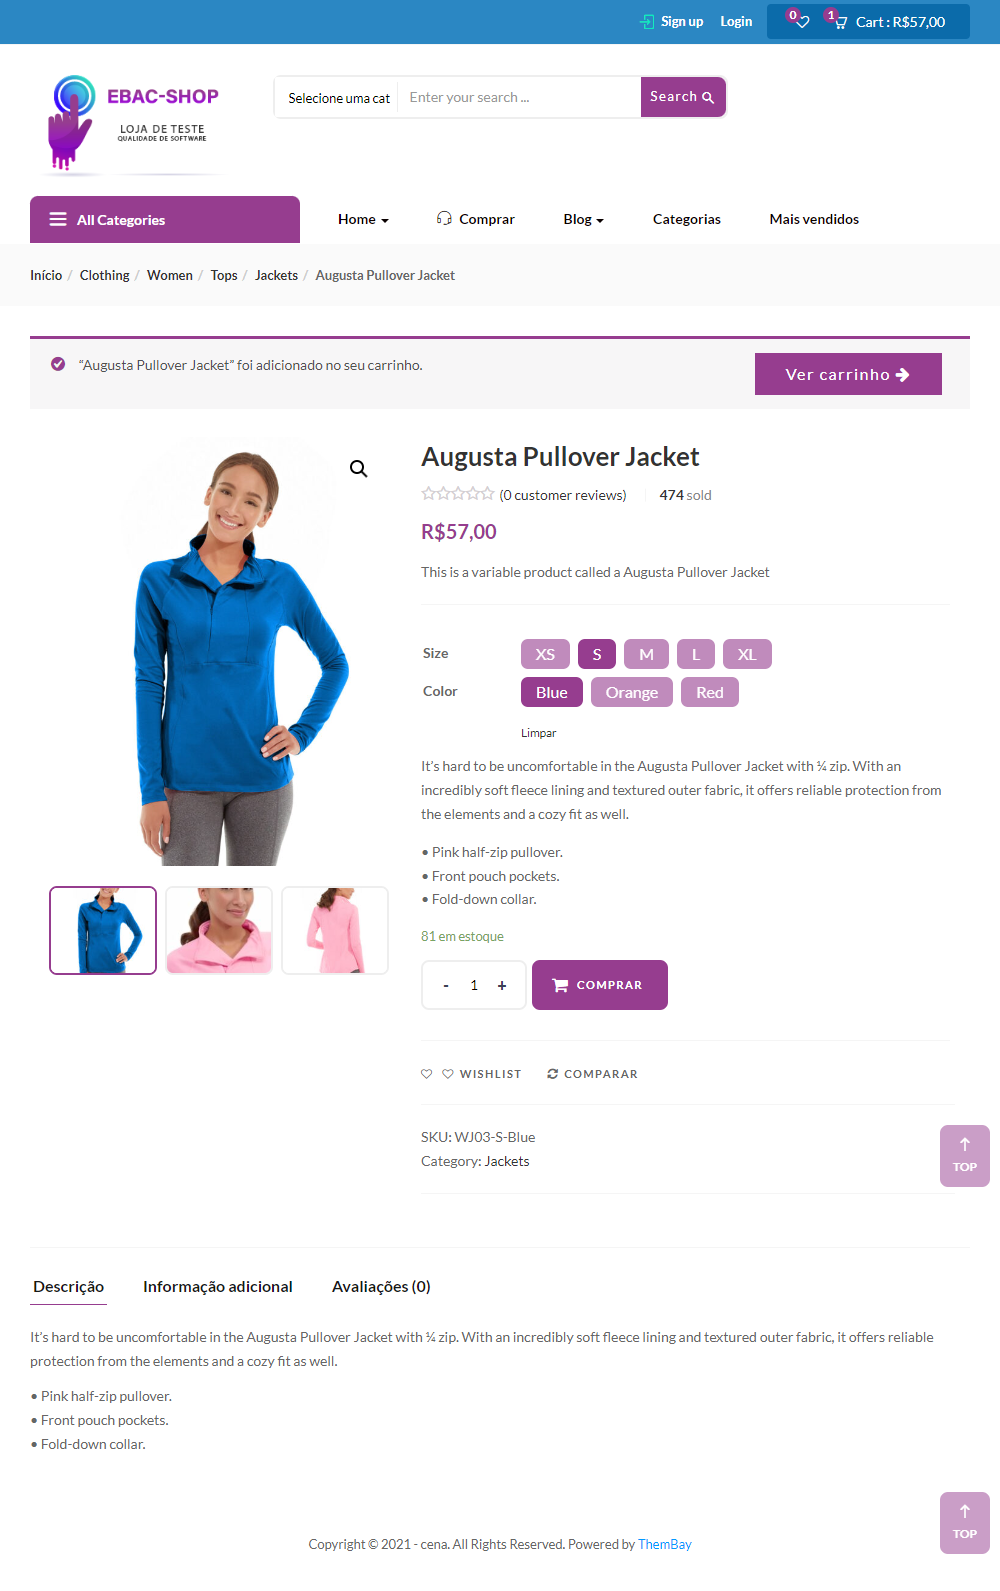 Sign up Login 0 1 Cart : R$57,00
EBAC-SHOP
LOJA DE TESTE
QUALIDADE DE SOFTWARE
Selecione uma cat Enter your search ... Search
All Categories Home Comprar Blog Categorias Mais vendidos
Início / Clothing / Women / Tops / Jackets / Augusta Pullover Jacket
“Augusta Pullover Jacket” foi adicionado no seu carrinho. Ver carrinho
Augusta Pullover Jacket
(0 customer reviews) 474 sold
R$57,00
This is a variable product called a Augusta Pullover Jacket
Size XS S M L XL
Color Blue Orange Red
Limpar
It’s hard to be uncomfortable in the Augusta Pullover Jacket with ¼ zip. With an
incredibly soft fleece lining and textured outer fabric, it offers reliable protection from
the elements and a cozy fit as well.
• Pink half-zip pullover.
• Front pouch pockets.
• Fold-down collar.
81 em estoque
- 1 + COMPRAR
WISHLIST COMPARAR
SKU: WJ03-S-Blue
Category: Jackets
TOP
Descrição Informação adicional Avaliações (0)
It’s hard to be uncomfortable in the Augusta Pullover Jacket with ¼ zip. With an incredibly soft fleece lining and textured outer fabric, it offers reliable
protection from the elements and a cozy fit as well.
• Pink half-zip pullover.
• Front pouch pockets.
• Fold-down collar.
TOP
Copyright © 2021 - cena. All Rights Reserved. Powered by ThemBay